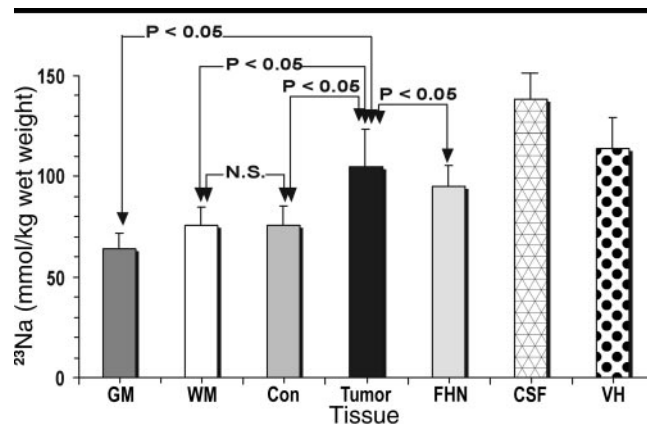 P < 0.05
P < 0.05
P < 0.05
P < 0.05
N.S.
150
100
50
0
²³Na (mmol/kg wet weight)
GM WM Con Tumor FHN CSF VH
Tissue